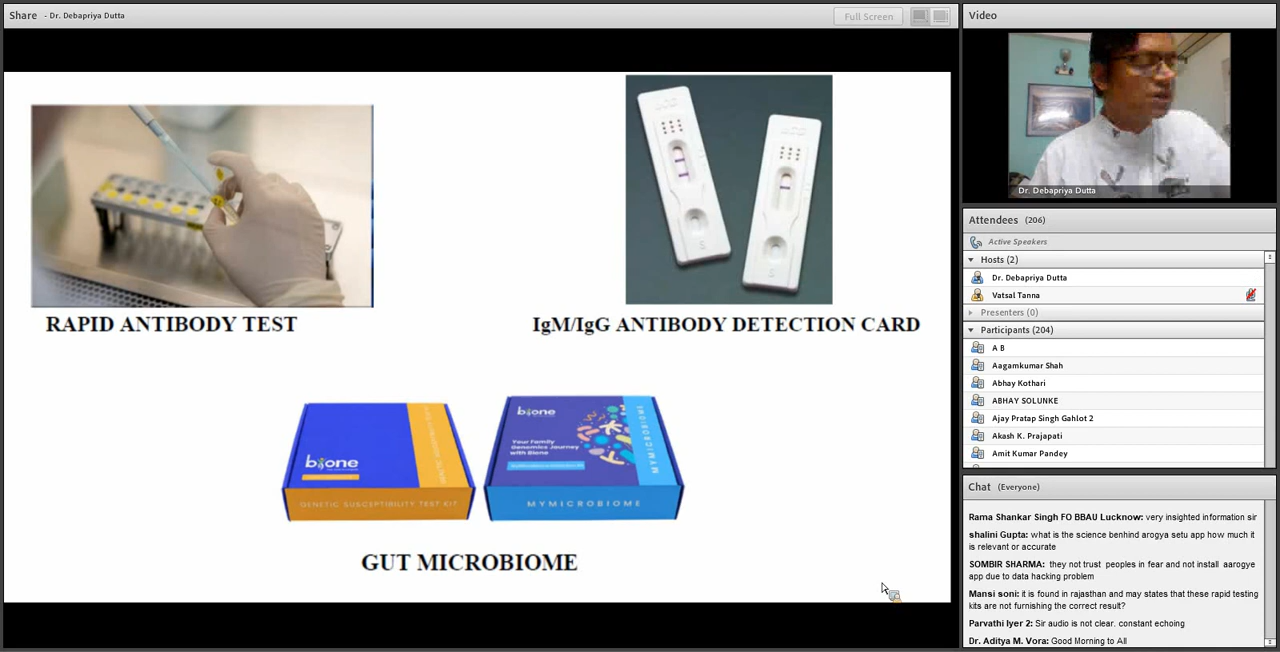 Share - Dr. Debapriya Dutta
Full Screen
RAPID ANTIBODY TEST
IgM/IgG ANTIBODY DETECTION CARD
bione
GENETIC SUSCEPTIBILITY TEST KIT
bione
Your Family
Genomics Journey
with Bione
MYMICROBIOME
MYMICROBIOME
GUT MICROBIOME
Video
Dr. Debapriya Dutta
Attendees (206)
Active Speakers
Hosts (2)
Dr. Debapriya Dutta
Vatsal Tanna
Presenters (0)
Participants (204)
A B
Aagamkumar Shah
Abhay Kothari
ABHAY SOLUNKE
Ajay Pratap Singh Gahlot 2
Akash K. Prajapati
Amit Kumar Pandey
Chat (Everyone)
Rama Shankar Singh FO BBAU Lucknow: very insighted information sir
shalini Gupta: what is the science benhind arogya setu app how much it
is relevant or accurate
SOMBIR SHARMA: they not trust peoples in fear and not install aarogye
app due to data hacking problem
Mansi soni: it is found in rajasthan and may states that these rapid testing
kits are not furnishing the correct result?
Parvathi Iyer 2: Sir audio is not clear. constant echoing
Dr. Aditya M. Vora: Good Morning to All